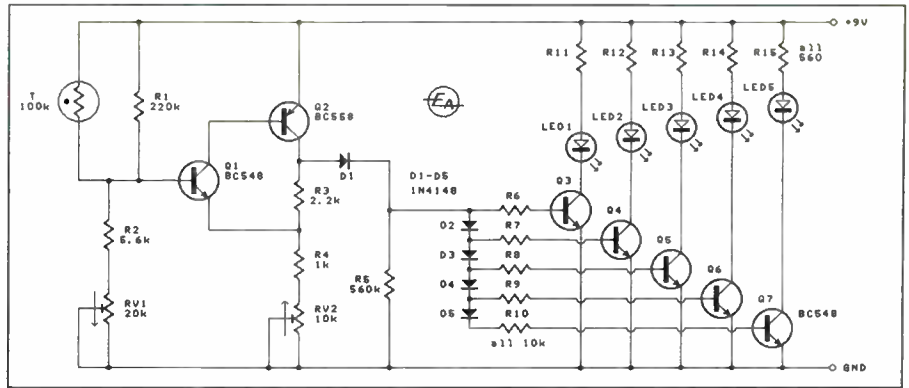 +9V
T
100k
R1
220k
Q2
BC558
EA
R11
R12
R13
R14
R15
all
560
LED1
LED2
LED3
LED4
LED5
Q1
BC548
D1
R3
2.2k
D1-D5
1N4148
R6
Q3
R2
5.6k
D2
R7
Q4
R4
1k
R5
560k
D3
R8
Q5
D4
R9
Q6
RV1
20k
RV2
10k
D5
R10
all 10k
Q7
BC548
GND